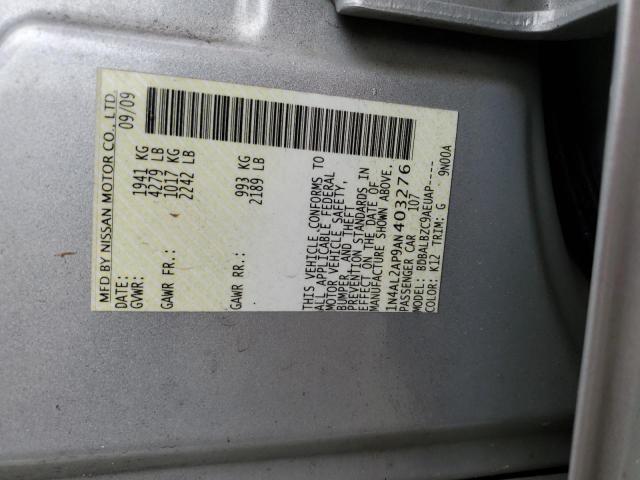 MFD BY NISSAN MOTOR CO., LTD.
DATE: 09/09
GVWR: 1941 KG
4279 LB
GAWR FR: 1017 KG
2242 LB
GAWR RR: 993 KG
2189 LB
THIS VEHICLE CONFORMS TO
ALL APPLICABLE FEDERAL
MOTOR VEHICLE SAFETY,
BUMPER, AND THEFT
PREVENTION STANDARDS IN
EFFECT ON THE DATE OF
MANUFACTURE SHOWN ABOVE.
1N4AL2AP9AN403276
PASSENGER CAR 107
MODEL: BDBALBZC9AEUAP----
COLOR: K12 TRIM: G 9N00A